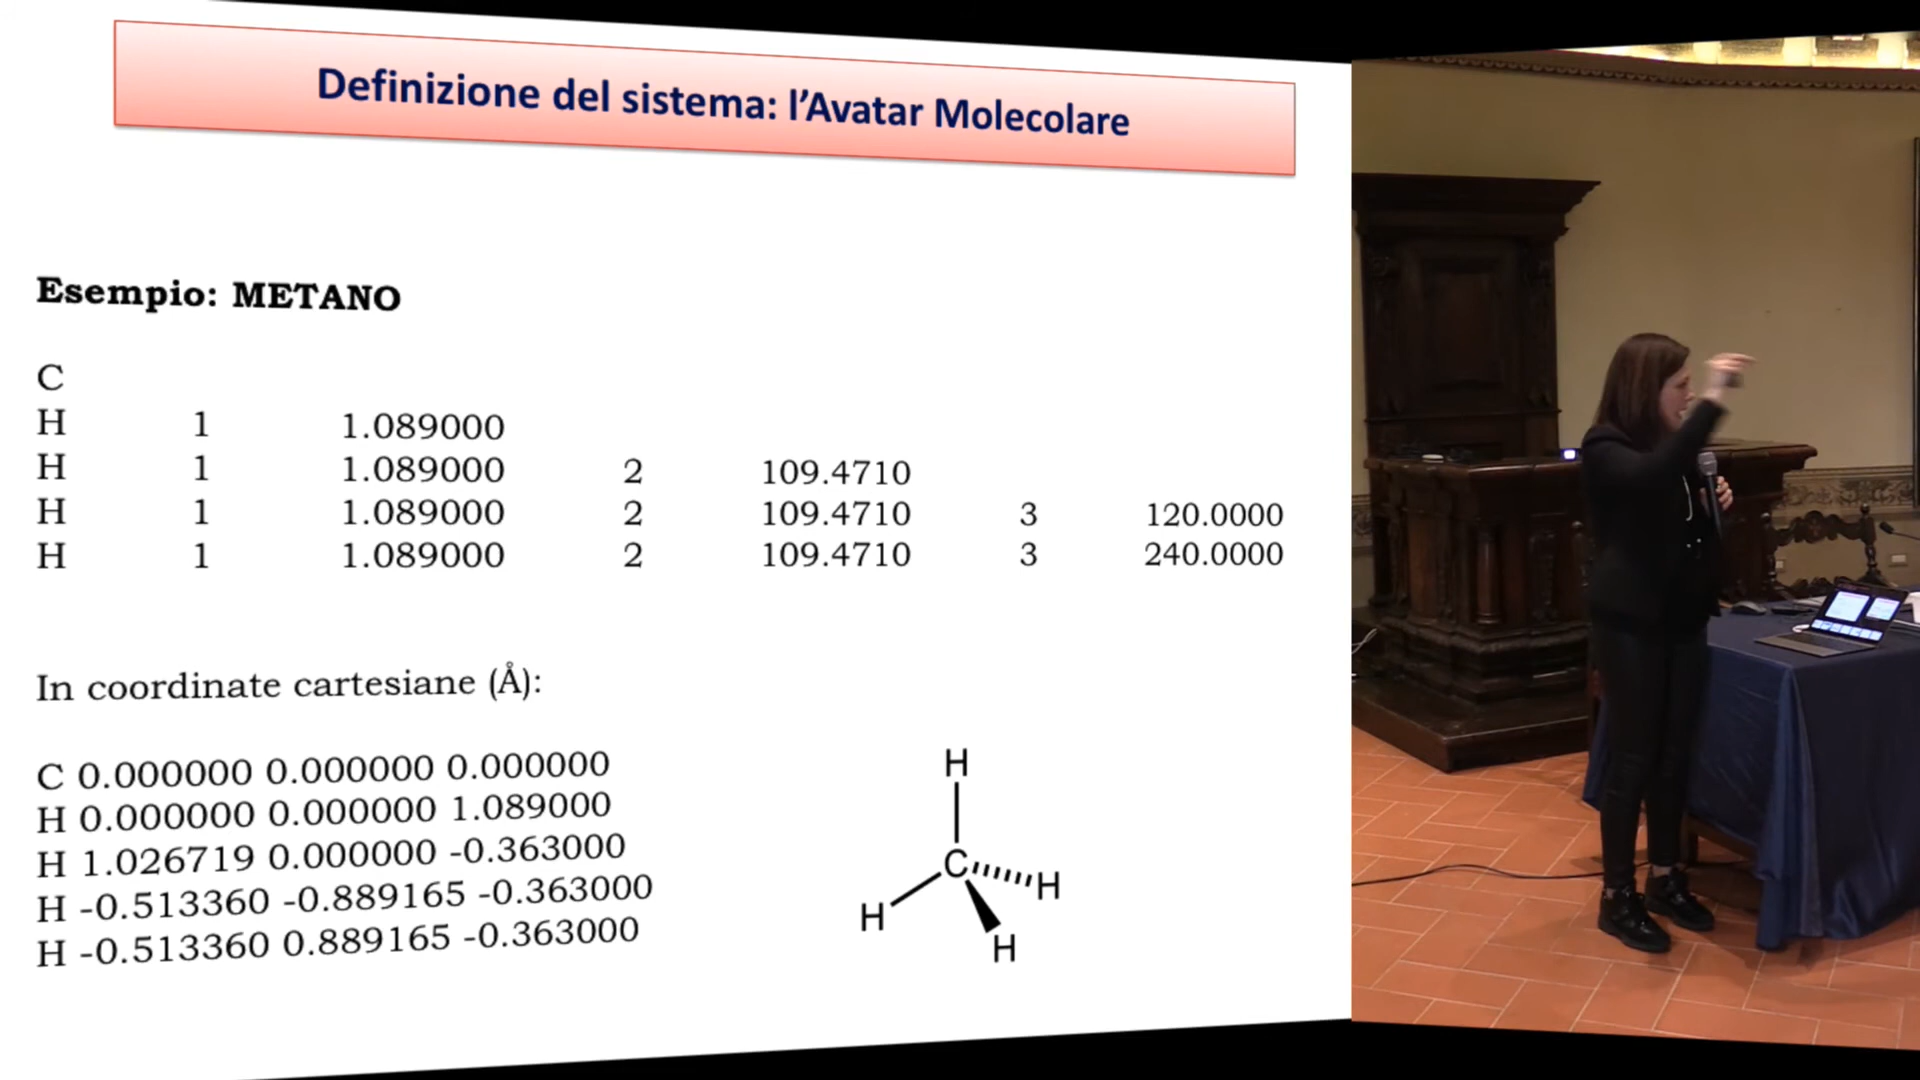 Definizione del sistema: l'Avatar Molecolare
Esempio: METANO
C
H 1 1.089000
H 1 1.089000 2 109.4710
H 1 1.089000 2 109.4710 3 120.0000
H 1 1.089000 2 109.4710 3 240.0000
In coordinate cartesiane (Å):
C 0.000000 0.000000 0.000000
H 0.000000 0.000000 1.089000
H 1.026719 0.000000 -0.363000
H -0.513360 -0.889165 -0.363000
H -0.513360 0.889165 -0.363000
H
C
H
H
H